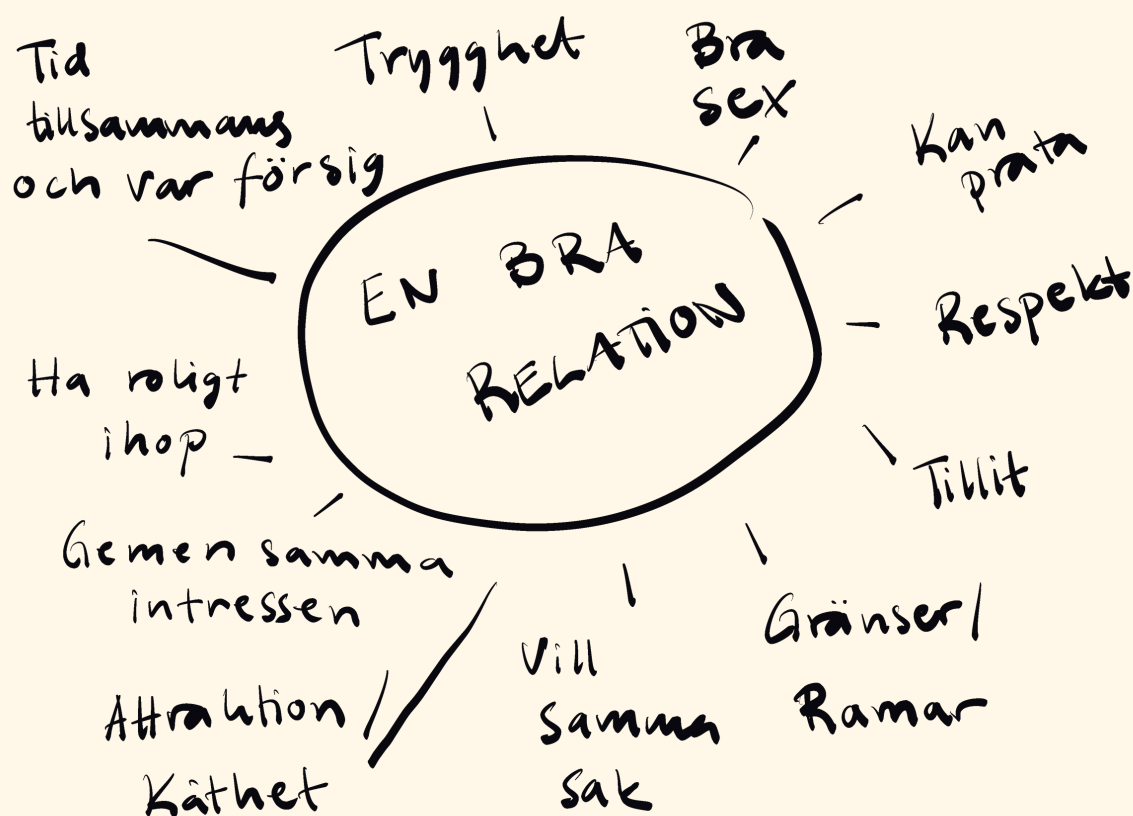 Tid
tillsammans
och var försig
Trygghet
Bra
sex
Kan
prata
Respekt
Tillit
Gränser/
Ramar
Vill
samma
sak
Attraktion/
Kåthet
Gemensamma
intressen
Ha roligt
ihop
EN BRA
RELATION